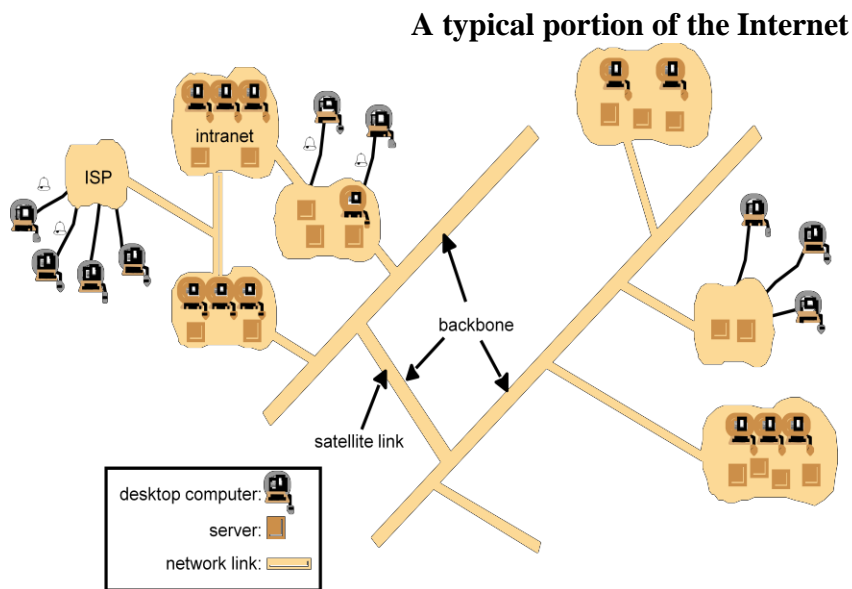 A typical portion of the Internet
intranet
ISP
backbone
satellite link
desktop computer:
server:
network link: